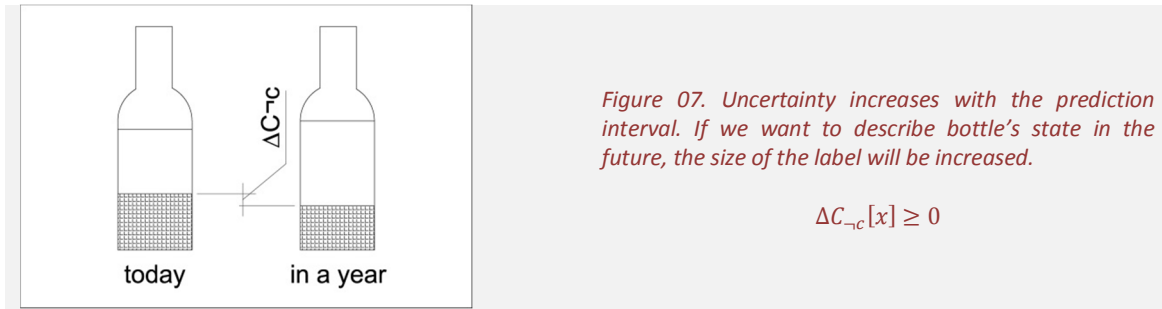 ΔC¬c
today
in a year
Figure 07. Uncertainty increases with the prediction
interval. If we want to describe bottle's state in the
future, the size of the label will be increased.
ΔC¬c[x] ≥ 0